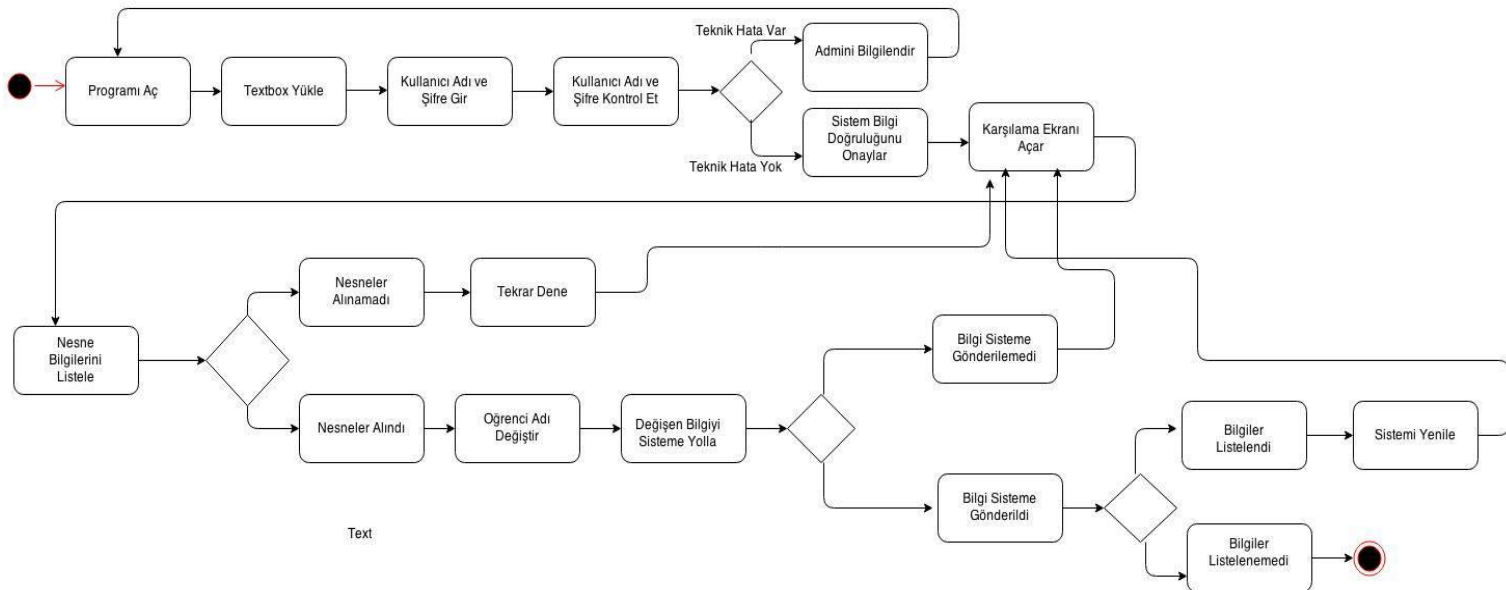 Teknik Hata Var
Admini Bilgilendir
Programı Aç
Textbox Yükle
Kullanıcı Adı ve
Şifre Gir
Kullanıcı Adı ve
Şifre Kontrol Et
Sistem Bilgi
Doğruluğunu
Onaylar
Karşılama Ekranı
Açar
Teknik Hata Yok
Nesneler
Alınamadı
Tekrar Dene
Nesne
Bilgilerini
Listele
Bilgi Sisteme
Gönderilemedi
Nesneler Alındı
Oğrenci Adı
Değiştir
Değişen Bilgiyi
Sisteme Yolla
Bilgiler
Listelendi
Sistemi Yenile
Bilgi Sisteme
Gönderildi
Text
Bilgiler
Listelenemedi